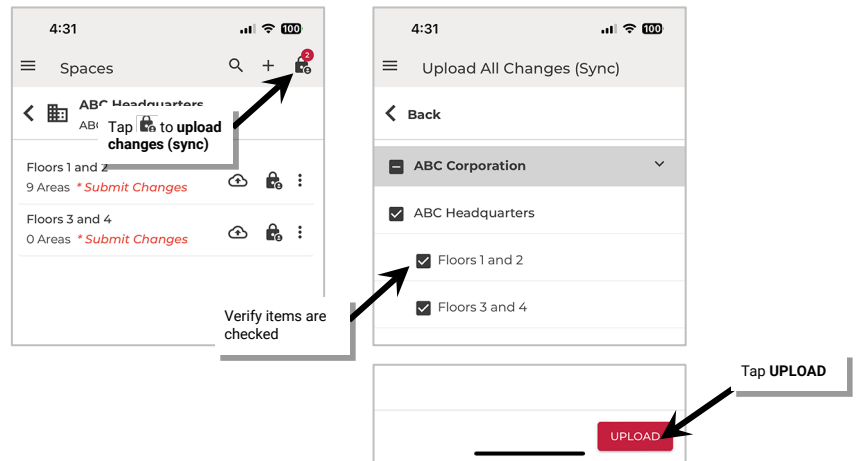 4:31
100
Spaces
2
ABC Headquarters
ABC
Tap to upload
changes (sync)
Floors 1 and 2
9 Areas * Submit Changes
Floors 3 and 4
0 Areas * Submit Changes
Verify items are
checked
4:31
100
Upload All Changes (Sync)
Back
ABC Corporation
ABC Headquarters
Floors 1 and 2
Floors 3 and 4
Tap UPLOAD
UPLOAD